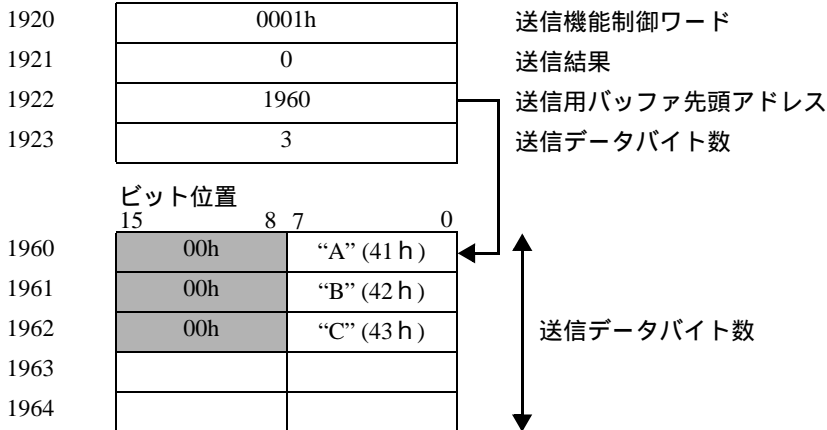 1920 0001h 送信機能制御ワード
1921 0 送信結果
1922 1960 送信用バッファ先頭アドレス
1923 3 送信データバイト数
ビット位置
15 8 7 0
1960 00h “A” (41ｈ)
1961 00h “B” (42ｈ)
1962 00h “C” (43ｈ) 送信データバイト数
1963
1964